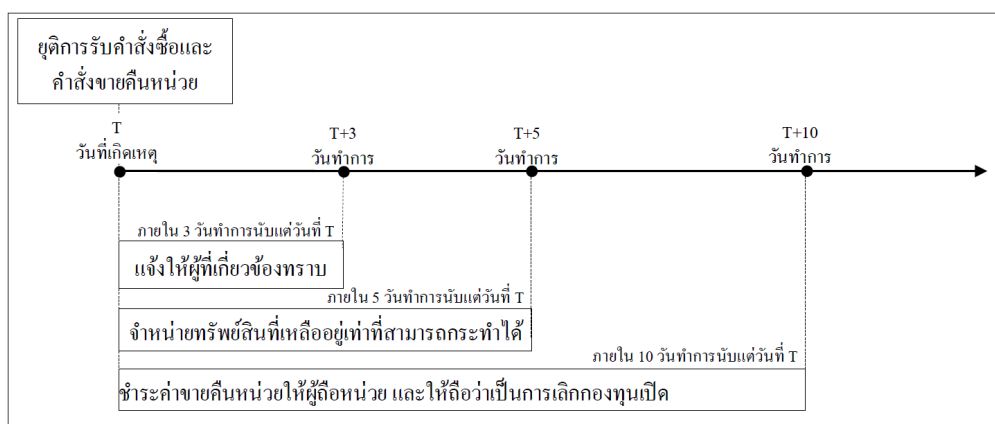 ยุติการรับคำสั่งซื้อและ
คำสั่งขายคืนหน่วย
T
วันที่เกิดเหตุ
T+3
วันทำการ
T+5
วันทำการ
T+10
วันทำการ
ภายใน 3 วันทำการนับแต่วันที่ T
แจ้งให้ผู้ที่เกี่ยวข้องทราบ
ภายใน 5 วันทำการนับแต่วันที่ T
จำหน่ายทรัพย์สินที่เหลืออยู่เท่าที่สามารถกระทำได้
ภายใน 10 วันทำการนับแต่วันที่ T
ชำระค่าขายคืนหน่วยให้ผู้ถือหน่วย และให้ถือว่าเป็นการเลิกกองทุนเปิด